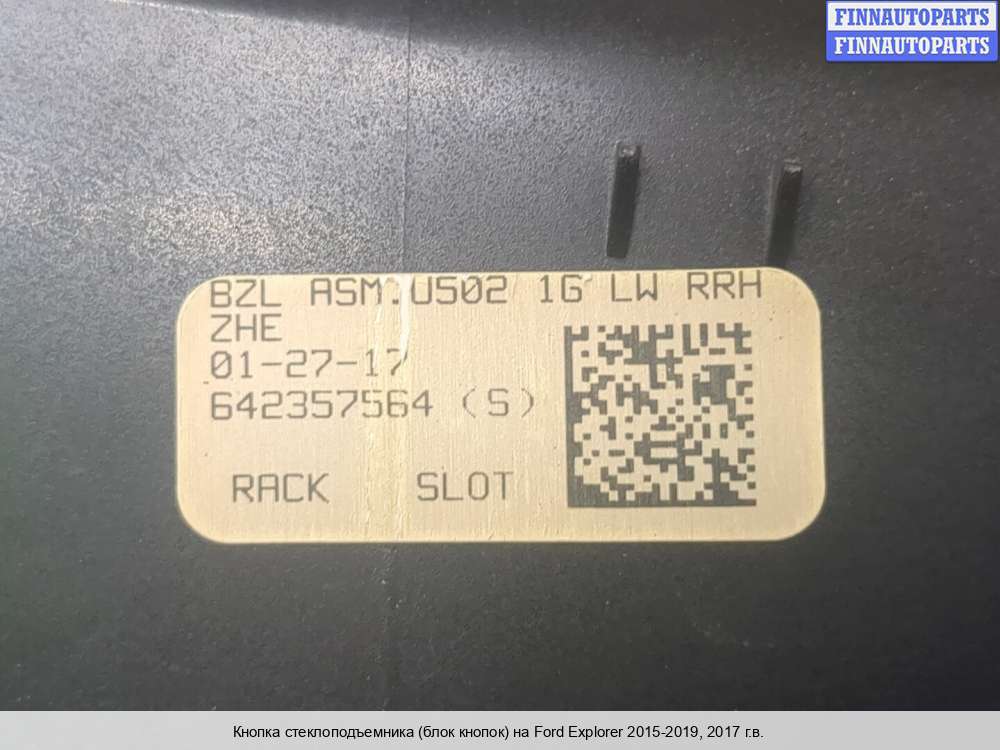 FINNAUTOPARTS
FINNAUTOPARTS
BZL ASM.U502 16 LW RRH
ZHE
01-27-17
642357564 (S)
RACK SLOT
Кнопка стеклоподъемника (блок кнопок) на Ford Explorer 2015-2019, 2017 г.в.